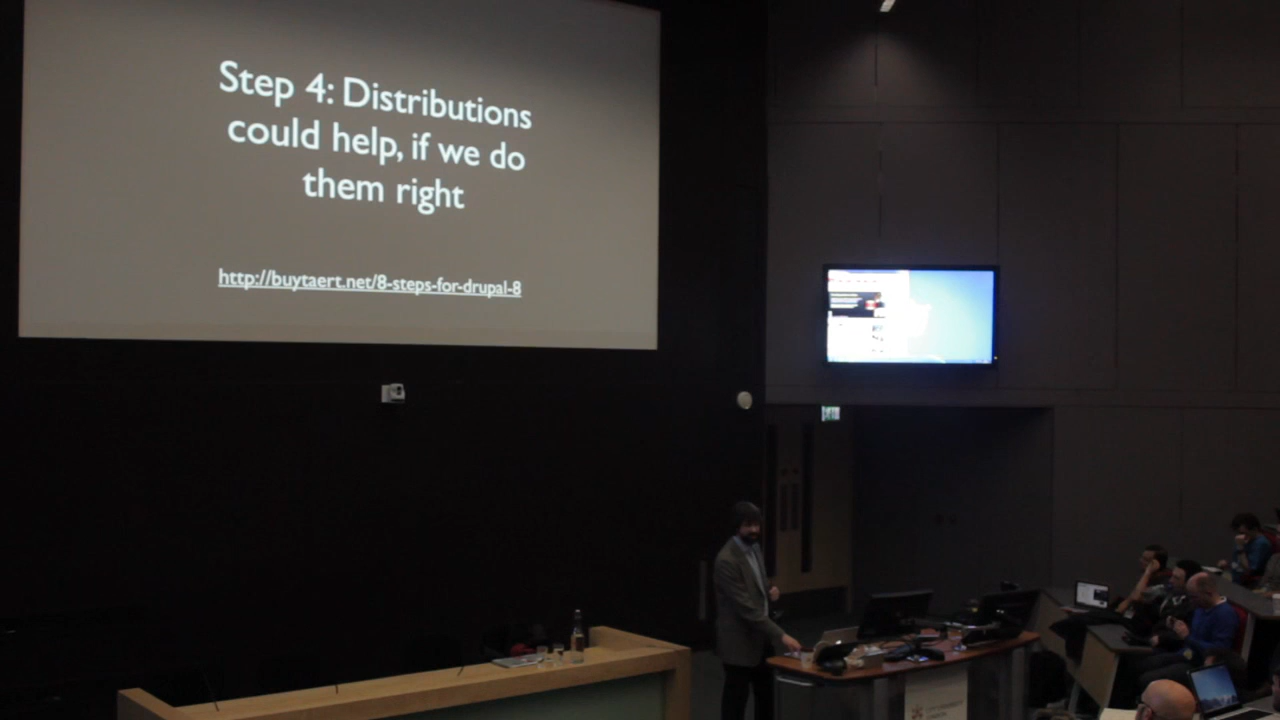 Step 4: Distributions
could help, if we do
them right
http://buytaert.net/8-steps-for-drupal-8